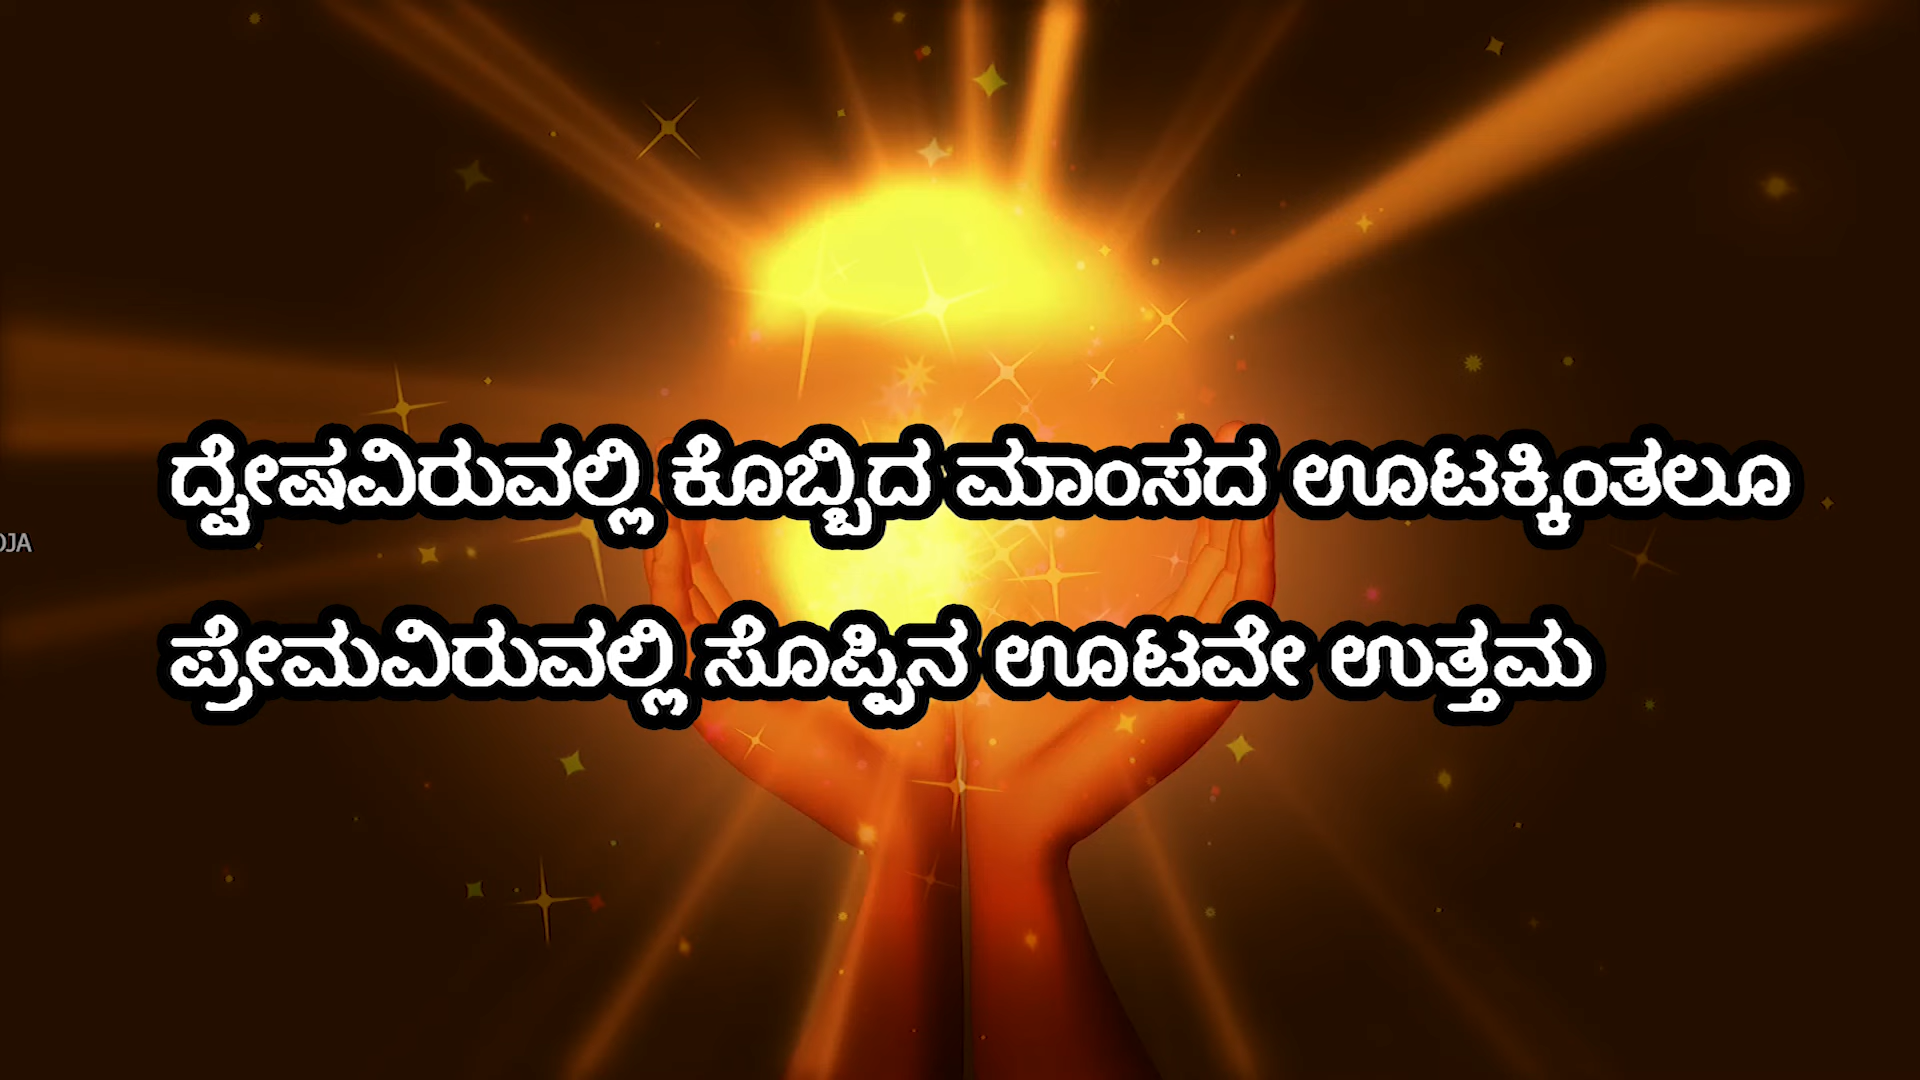 ದ್ವೇಷವಿರುವಲ್ಲಿ ಕೊಬ್ಬಿದ ಮಾಂಸದ ಊಟಕ್ಕಿಂತಲೂ
ಪ್ರೇಮವಿರುವಲ್ಲಿ ಸೊಪ್ಪಿನ ಊಟವೇ ಉತ್ತಮ